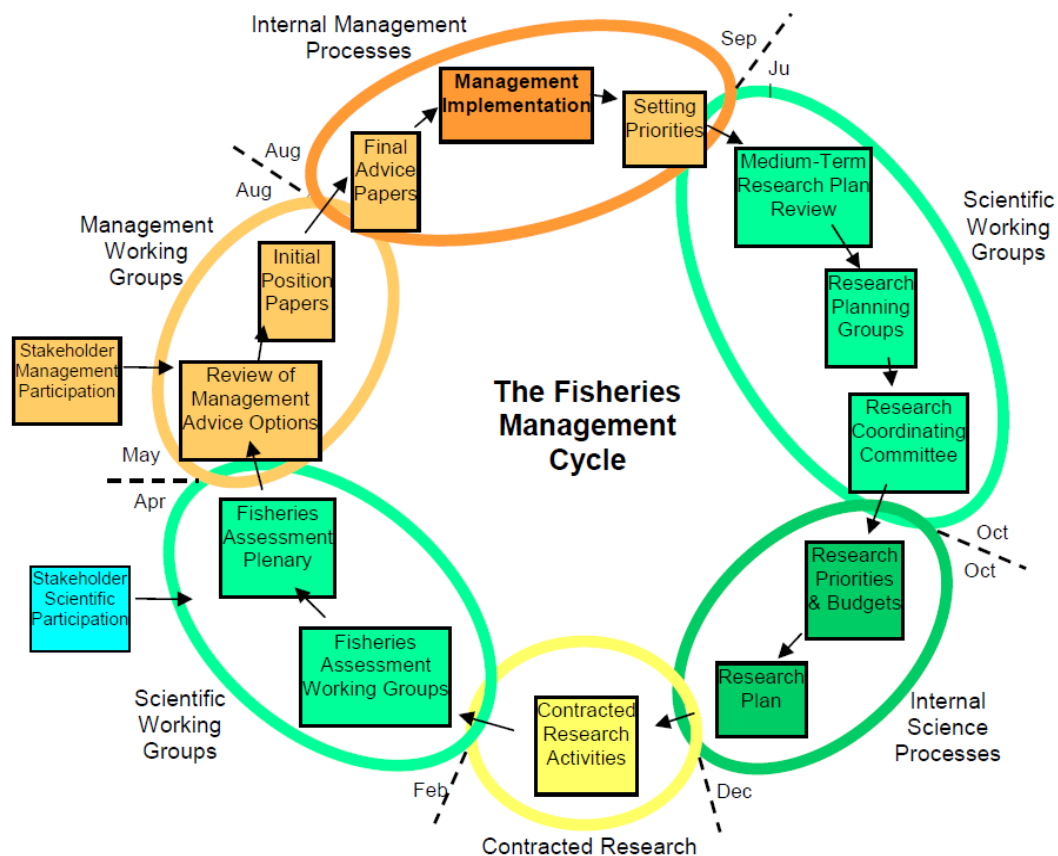 Internal Management
Processes
Sep
Ju
l
Management
Implementation
Setting
Priorities
Aug
Aug
Final
Advice
Papers
Medium-Term
Research Plan
Review
Scientific
Working
Groups
Management
Working
Groups
Initial
Position
Papers
Research
Planning
Groups
Stakeholder
Management
Participation
Review of
Management
Advice Options
The Fisheries
Management
Cycle
Research
Coordinating
Committee
May
Apr
Fisheries
Assessment
Plenary
Oct
Oct
Research
Priorities
& Budgets
Stakeholder
Scientific
Participation
Fisheries
Assessment
Working Groups
Research
Plan
Scientific
Working
Groups
Contracted
Research
Activities
Internal
Science
Processes
Feb
Dec
Contracted Research